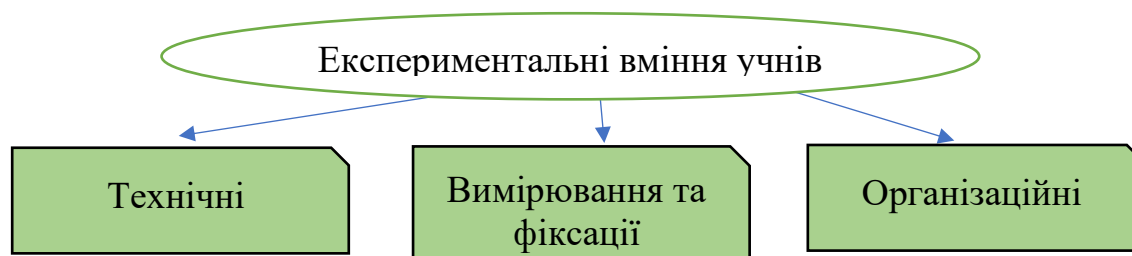 Експериментальні вміння учнів
Технічні
Вимірювання та
фіксації
Організаційні